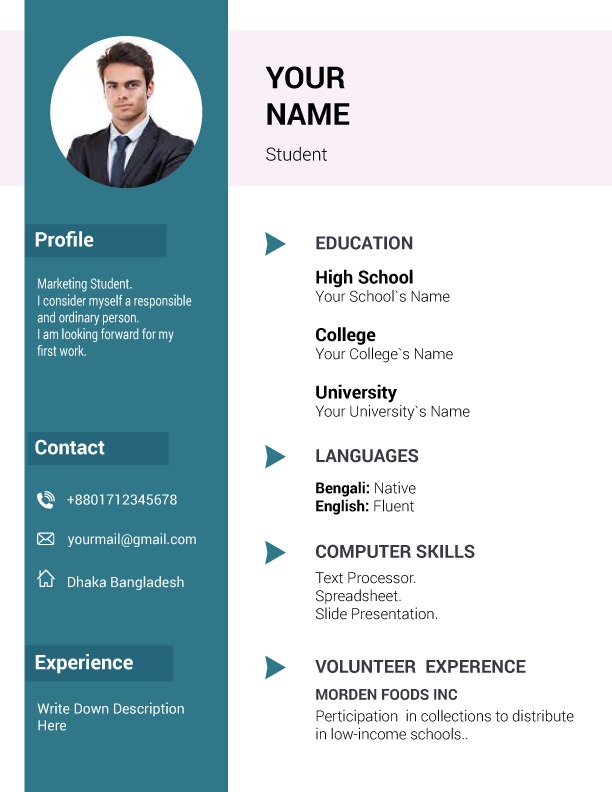 YOUR
NAME
Student
Profile
Marketing Student.
I consider myself a responsible
and ordinary person.
I am looking forward for my
first work.
Contact
+8801712345678
yourmail@gmail.com
Dhaka Bangladesh
Experience
Write Down Description
Here
EDUCATION
High School
Your School`s Name
College
Your College`s Name
University
Your University`s Name
LANGUAGES
Bengali: Native
English: Fluent
COMPUTER SKILLS
Text Processor.
Spreadsheet.
Slide Presentation.
VOLUNTEER EXPERENCE
MORDEN FOODS INC
Perticipation in collections to distribute
in low-income schools..